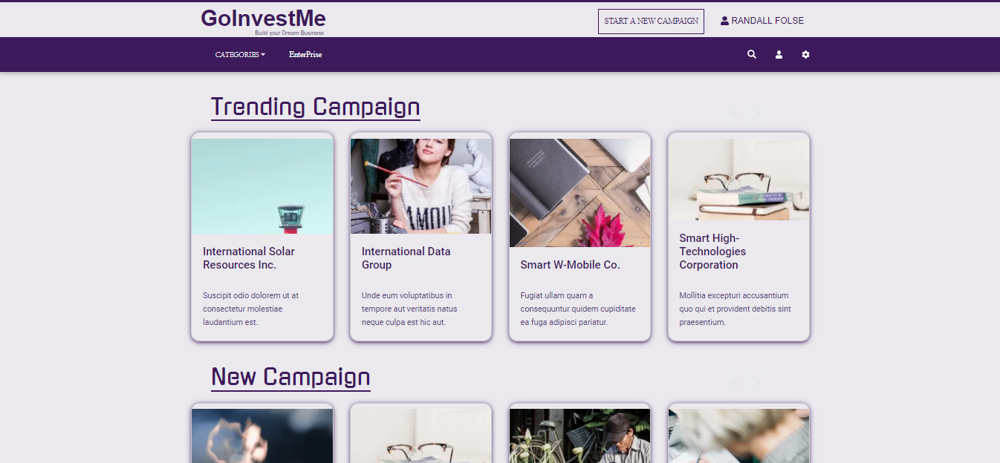 GoInvestMe
Build your Dream Business
START A NEW CAMPAIGN
RANDALL FOLSE
CATEGORIES
EnterPrise
Trending Campaign
International Solar
Resources Inc.
Suscipit odio dolorem ut at
consectetur molestiae
laudantium est.
International Data
Group
Unde eum voluptatibus in
tempore aut veritatis natus
neque culpa est hic aut.
Smart W-Mobile Co.
Fugiat ullam quam a
consequuntur quidem cupiditate
ea fuga adipisci pariatur.
Smart High-
Technologies
Corporation
Mollitia excepturi accusantium
quo qui et provident debitis sint
praesentium.
New Campaign